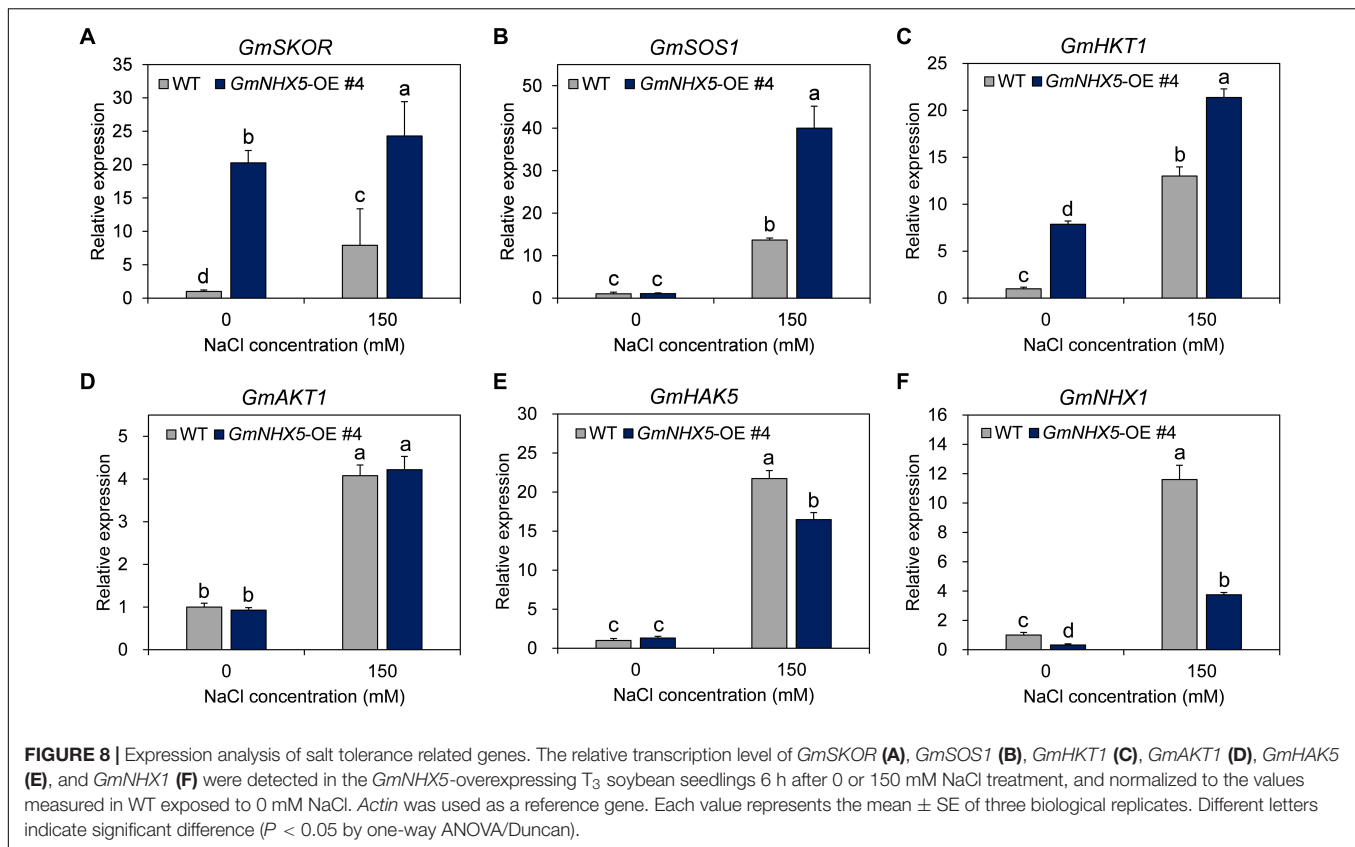 A
GmSKOR
WT GmNHX5-OE #4
Relative expression
35
30
25
20
15
10
5
0
d
b
c
a
0 150
NaCl concentration (mM)
B
GmSOS1
WT GmNHX5-OE #4
Relative expression
50
40
30
20
10
0
c
c
b
a
0 150
NaCl concentration (mM)
C
GmHKT1
WT GmNHX5-OE #4
Relative expression
25
20
15
10
5
0
c
d
b
a
0 150
NaCl concentration (mM)
D
GmAKT1
WT GmNHX5-OE #4
Relative expression
5
4
3
2
1
0
b
b
a
a
0 150
NaCl concentration (mM)
E
GmHAK5
WT GmNHX5-OE #4
Relative expression
30
25
20
15
10
5
0
c
c
a
b
0 150
NaCl concentration (mM)
F
GmNHX1
WT GmNHX5-OE #4
Relative expression
16
14
12
10
8
6
4
2
0
c
d
a
b
0 150
NaCl concentration (mM)
FIGURE 8 | Expression analysis of salt tolerance related genes. The relative transcription level of GmSKOR (A), GmSOS1 (B), GmHKT1 (C), GmAKT1 (D), GmHAK5
(E), and GmNHX1 (F) were detected in the GmNHX5-overexpressing T3 soybean seedlings 6 h after 0 or 150 mM NaCl treatment, and normalized to the values
measured in WT exposed to 0 mM NaCl. Actin was used as a reference gene. Each value represents the mean ± SE of three biological replicates. Different letters
indicate significant difference (P < 0.05 by one-way ANOVA/Duncan).